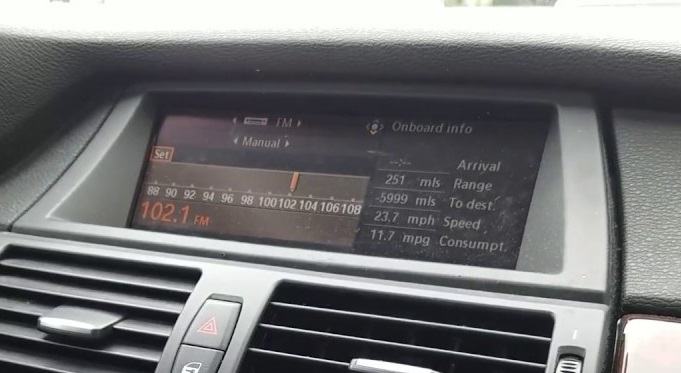 FM
Manual
Set
88 90 92 94 96 98 100 102 104 106 108
102.1 FM
Onboard info
--:-- Arrival
251 mls Range
-5999 mls To dest.
23.7 mph Speed
11.7 mpg Consumpt.